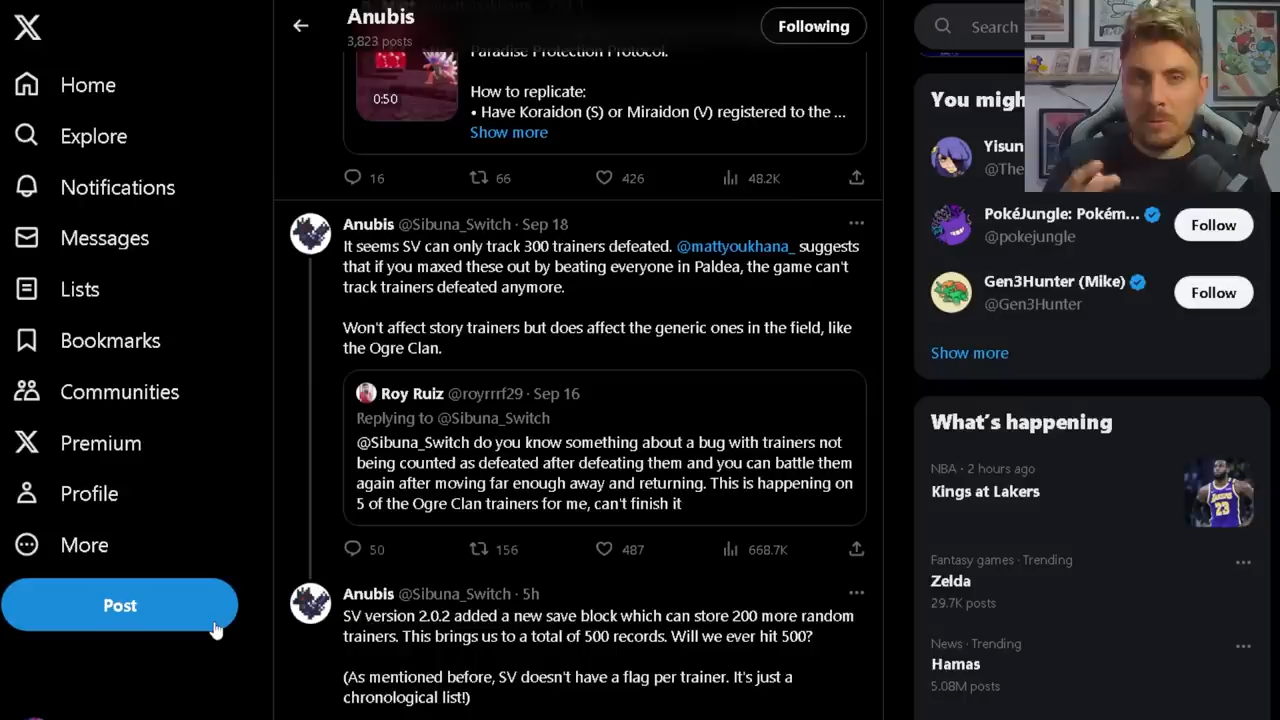 Anubis
3,823 posts
Following
Search
Home
Explore
Notifications
Messages
Lists
Bookmarks
Communities
Premium
Profile
More
Post
Paradise Protection Protocol.
How to replicate:
• Have Koraidon (S) or Miraidon (V) registered to the ...
Show more
0:50
16 66 426 48.2K
Anubis @Sibuna_Switch · Sep 18
It seems SV can only track 300 trainers defeated. @mattyoukhana_ suggests
that if you maxed these out by beating everyone in Paldea, the game can't
track trainers defeated anymore.
Won't affect story trainers but does affect the generic ones in the field, like
the Ogre Clan.
Roy Ruiz @royrrrf29 · Sep 16
Replying to @Sibuna_Switch
@Sibuna_Switch do you know something about a bug with trainers not
being counted as defeated after defeating them and you can battle them
again after moving far enough away and returning. This is happening on
5 of the Ogre Clan trainers for me, can't finish it
50 156 487 668.7K
Anubis @Sibuna_Switch · 5h
SV version 2.0.2 added a new save block which can store 200 more random
trainers. This brings us to a total of 500 records. Will we ever hit 500?
(As mentioned before, SV doesn't have a flag per trainer. It's just a
chronological list!)
You migh
Yisun
@The
PokéJungle: Pokém...
@pokejungle
Follow
Gen3Hunter (Mike)
@Gen3Hunter
Follow
Show more
What's happening
NBA · 2 hours ago
Kings at Lakers
Fantasy games · Trending
Zelda
29.7K posts
News · Trending
Hamas
5.08M posts